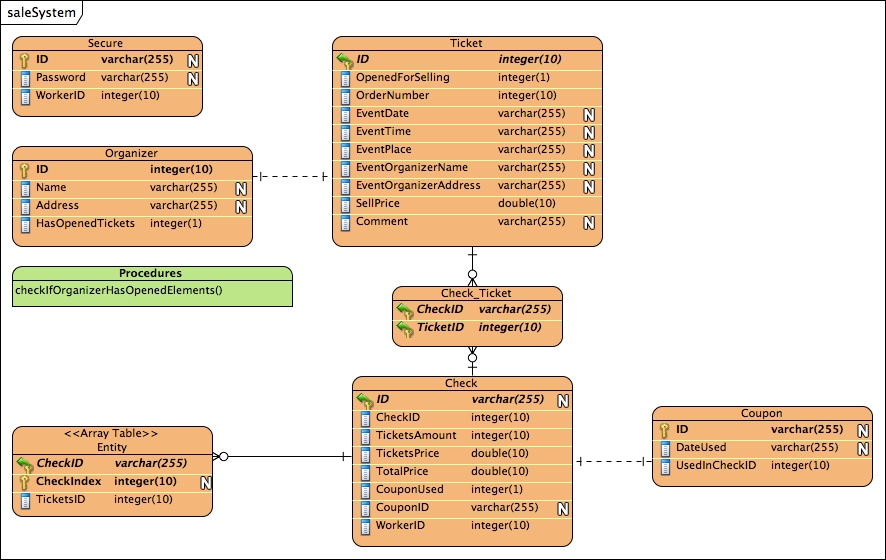 saleSystem
Secure
ID varchar(255) N
Password varchar(255) N
WorkerID integer(10)
Organizer
ID integer(10)
Name varchar(255) N
Address varchar(255) N
HasOpenedTickets integer(1)
Procedures
checkIfOrganizerHasOpenedElements()
Ticket
ID integer(10)
OpenedForSelling integer(1)
OrderNumber integer(10)
EventDate varchar(255) N
EventTime varchar(255) N
EventPlace varchar(255) N
EventOrganizerName varchar(255) N
EventOrganizerAddress varchar(255) N
SellPrice double(10)
Comment varchar(255) N
Check_Ticket
CheckID varchar(255)
TicketID integer(10)
Check
ID varchar(255) N
CheckID integer(10)
TicketsAmount integer(10)
TicketsPrice double(10)
TotalPrice double(10)
CouponUsed integer(1)
CouponID varchar(255) N
WorkerID integer(10)
<<Array Table>>
Entity
CheckID varchar(255)
CheckIndex integer(10) N
TicketsID integer(10)
Coupon
ID varchar(255) N
DateUsed varchar(255) N
UsedInCheckID integer(10)